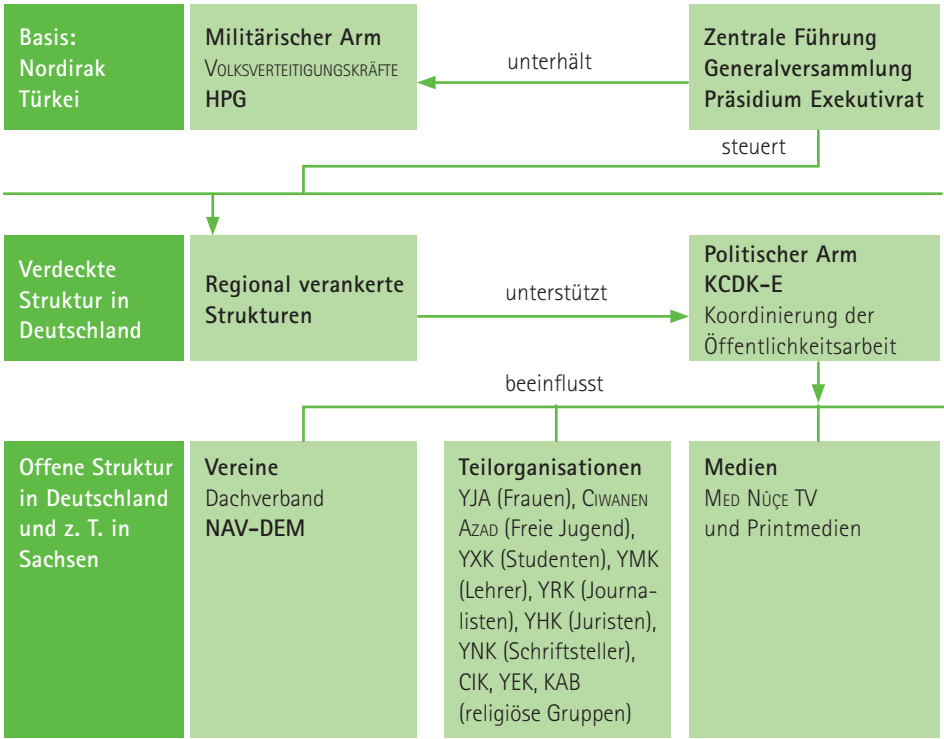 Basis:
Nordirak
Türkei
Militärischer Arm
Volksverteitigungskräfte
HPG
unterhält
Zentrale Führung
Generalversammlung
Präsidium Exekutivrat
steuert
Verdeckte
Struktur in
Deutschland
Regional verankerte
Strukturen
unterstützt
Politischer Arm
KCDK-E
Koordinierung der
Öffentlichkeitsarbeit
beeinflusst
Offene Struktur
in Deutschland
und z. T. in
Sachsen
Vereine
Dachverband
NAV-DEM
Teilorganisationen
YJA (Frauen), Ciwanen
Azad (Freie Jugend),
YXK (Studenten), YMK
(Lehrer), YRK (Journa-
listen), YHK (Juristen),
YNK (Schriftsteller),
CIK, YEK, KAB
(religiöse Gruppen)
Medien
Med Nûçe TV
und Printmedien